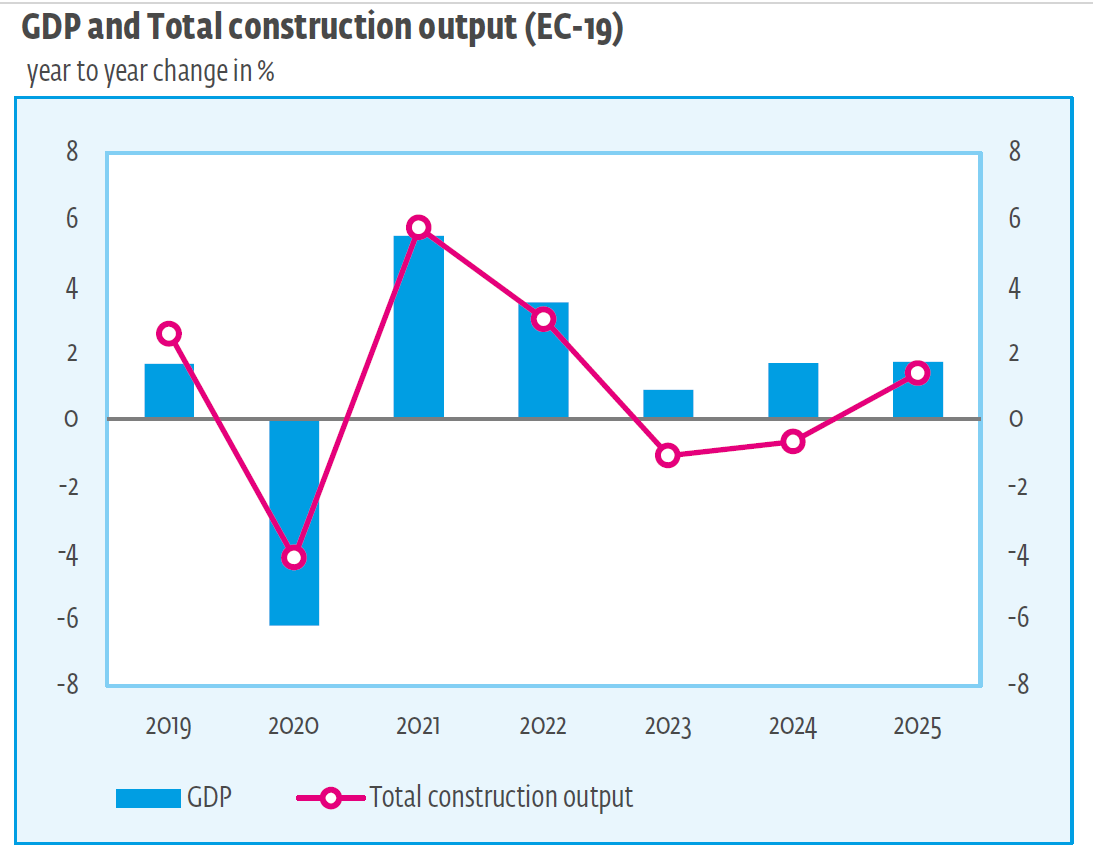 GDP and Total construction output (EC-19)
year to year change in %
8 8
6 6
4 4
2 2
0 0
-2 -2
-4 -4
-6 -6
-8 -8
2019 2020 2021 2022 2023 2024 2025
GDP Total construction output